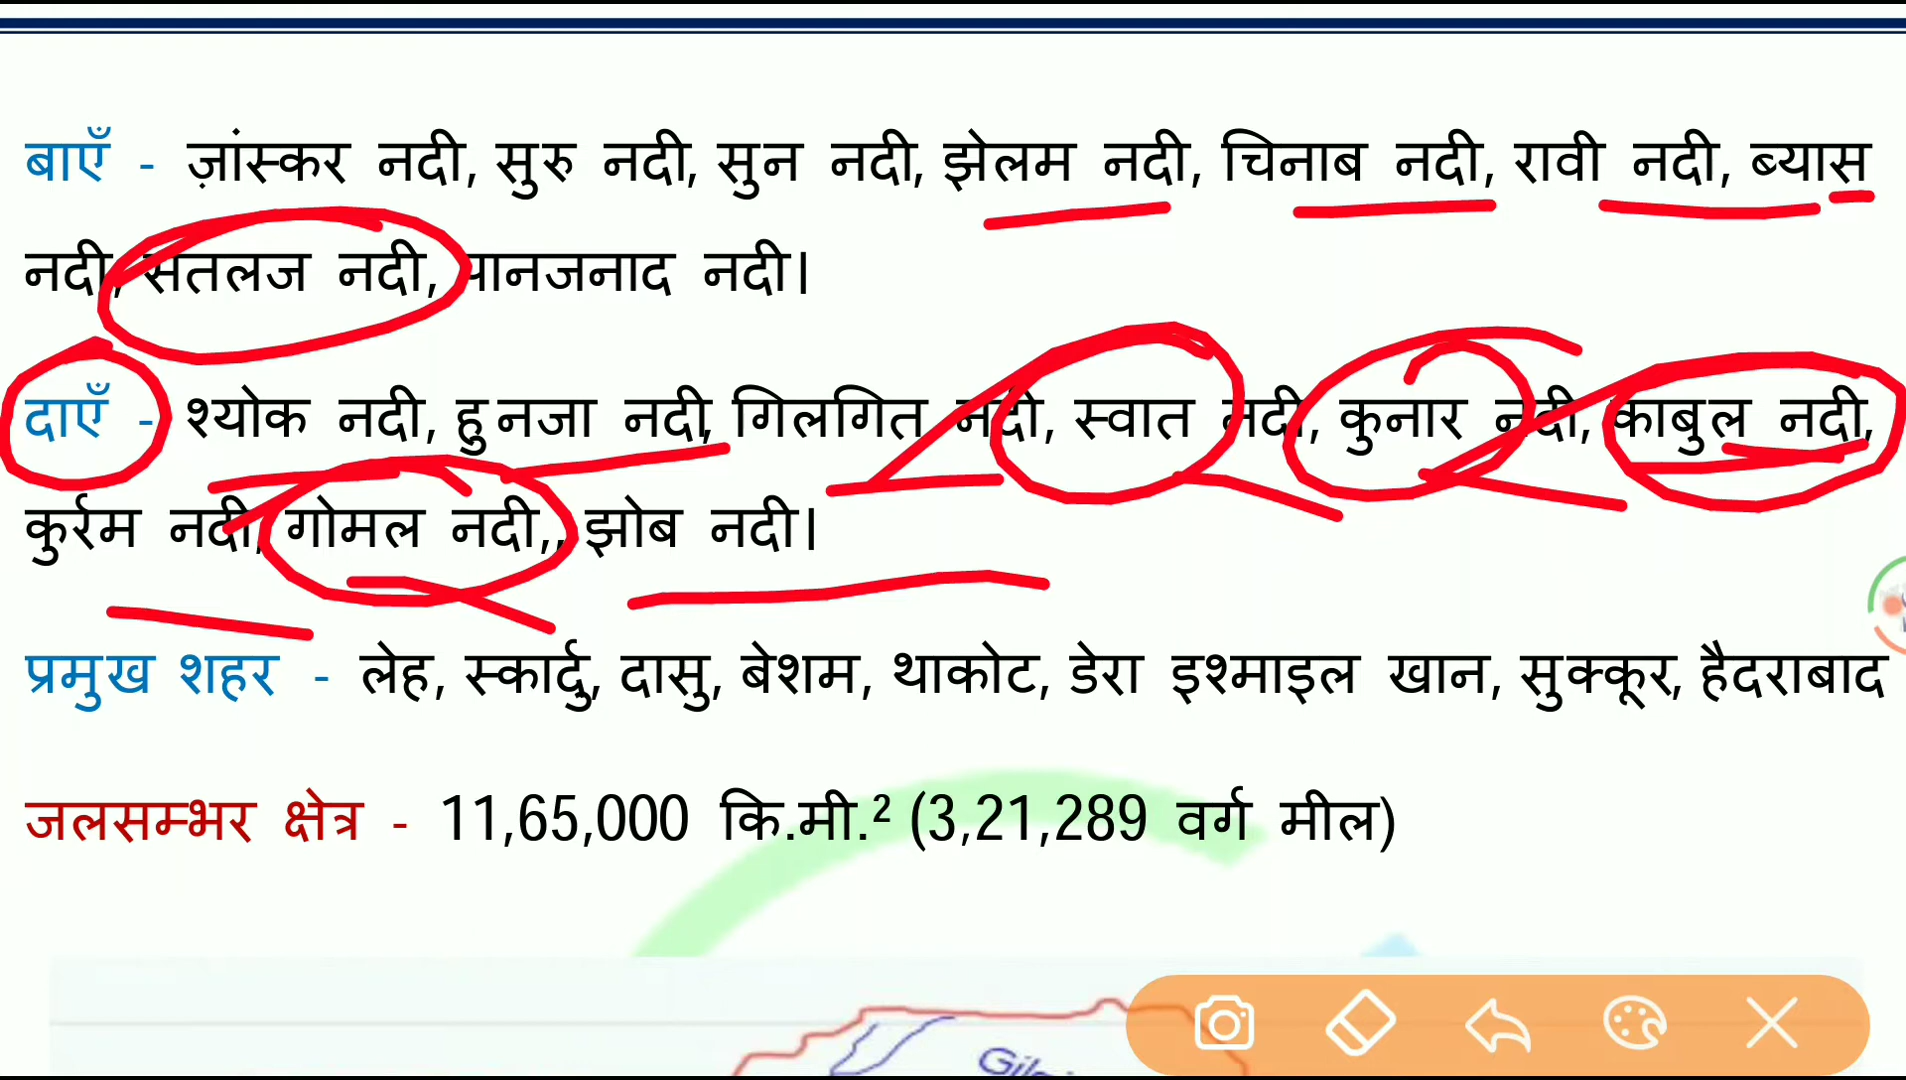 बाएँ - ज़ांस्कर नदी, सुरु नदी, सुन नदी, झेलम नदी, चिनाब नदी, रावी नदी, ब्यास
नदी, सतलज नदी, पानजनाद नदी।
दाएँ - श्योक नदी, हुनजा नदी, गिलगित नदी, स्वात नदी, कुनार नदी, काबुल नदी,
कुर्रम नदी, गोमल नदी,, झोब नदी।
प्रमुख शहर - लेह, स्कार्दु, दासु, बेशम, थाकोट, डेरा इश्माइल खान, सुक्कूर, हैदराबाद
जलसम्भर क्षेत्र - 11,65,000 कि.मी.² (3,21,289 वर्ग मील)